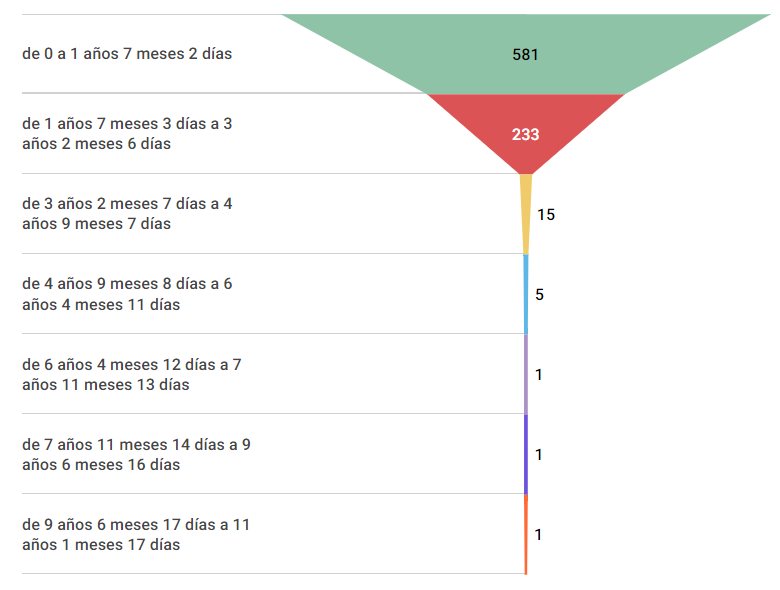 de 0 a 1 años 7 meses 2 días
581
de 1 años 7 meses 3 días a 3
años 2 meses 6 días
233
de 3 años 2 meses 7 días a 4
años 9 meses 7 días
15
de 4 años 9 meses 8 días a 6
años 4 meses 11 días
5
de 6 años 4 meses 12 días a 7
años 11 meses 13 días
1
de 7 años 11 meses 14 días a 9
años 6 meses 16 días
1
de 9 años 6 meses 17 días a 11
años 1 meses 17 días
1